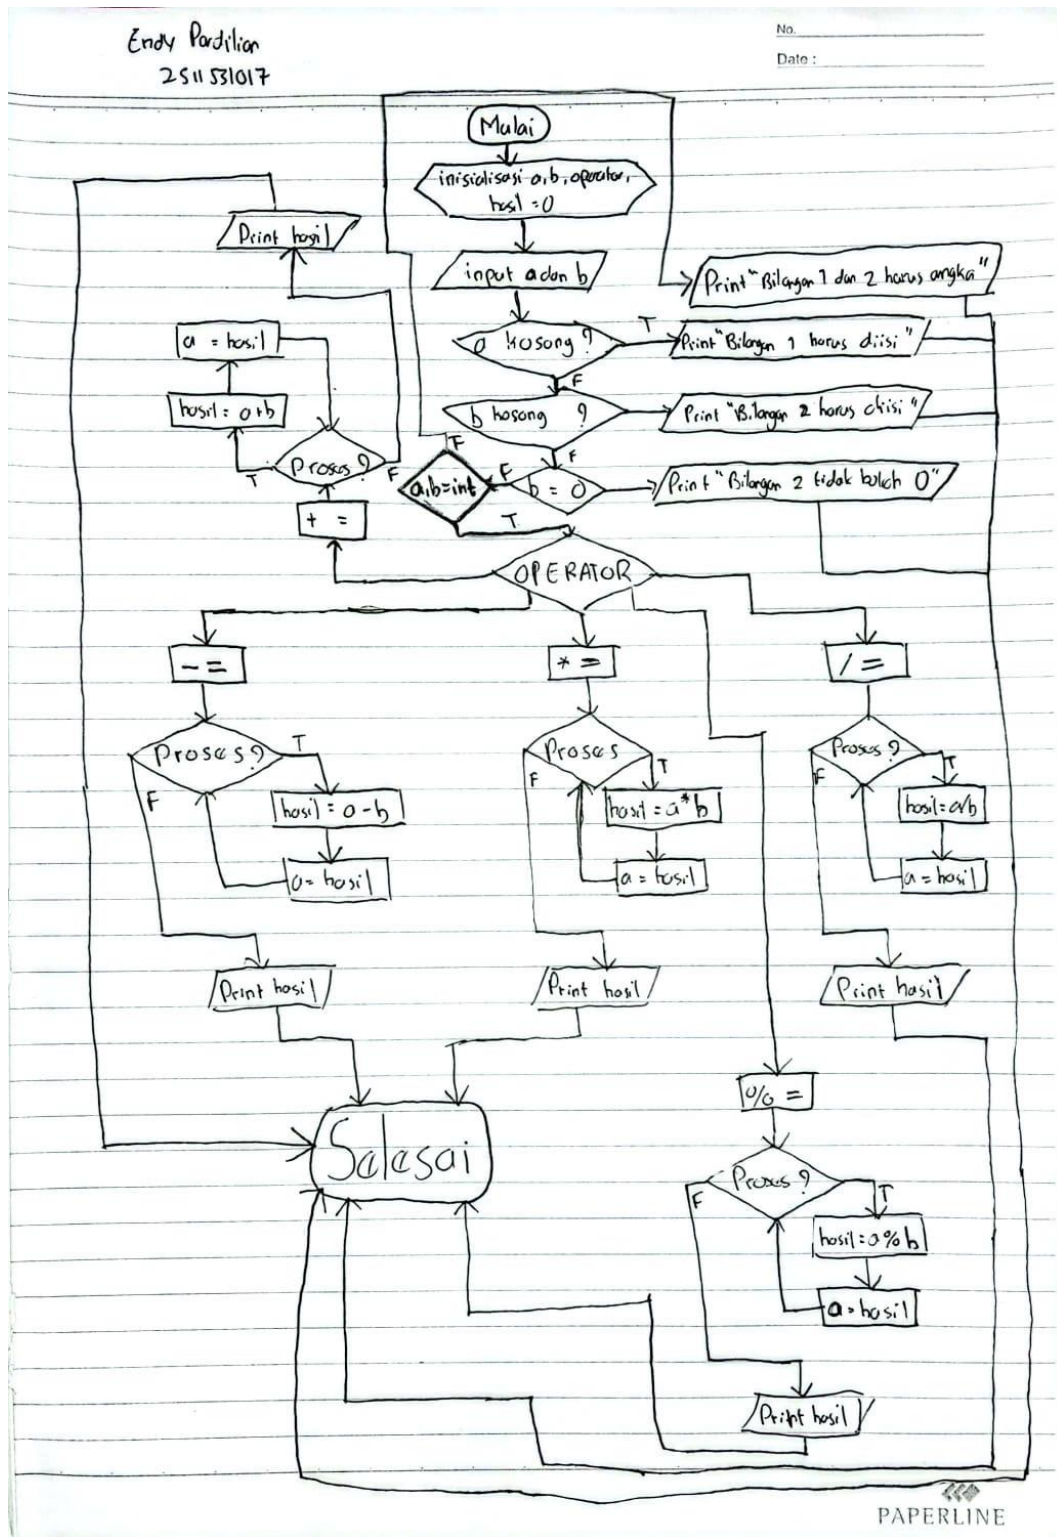 Endy Pardilian
2511531017
No.
Date :
Mulai
inisialisasi a, b, operator,
hasil = 0
Print hasil
input a dan b
Print "Bilangan 1 dan 2 harus angka"
a = hasil
a kosong ?
T
Print "Bilangan 1 harus diisi"
F
hasil = a+b
b kosong ?
Print "Bilangan 2 harus diisi"
F
Proses ?
T
F
F
a,b=int
F
b = 0
Print "Bilangan 2 tidak boleh 0"
+ =
T
OPERATOR
- =
* =
/ =
Proses ?
T
F
Proses
T
F
Proses ?
T
F
hasil = a - b
hasil = a * b
hasil = a/b
a = hasil
a = hasil
a = hasil
Print hasil
Print hasil
Print hasil
% =
Selesai
Proses ?
F
T
hasil = a % b
a = hasil
Print hasil
PAPERLINE